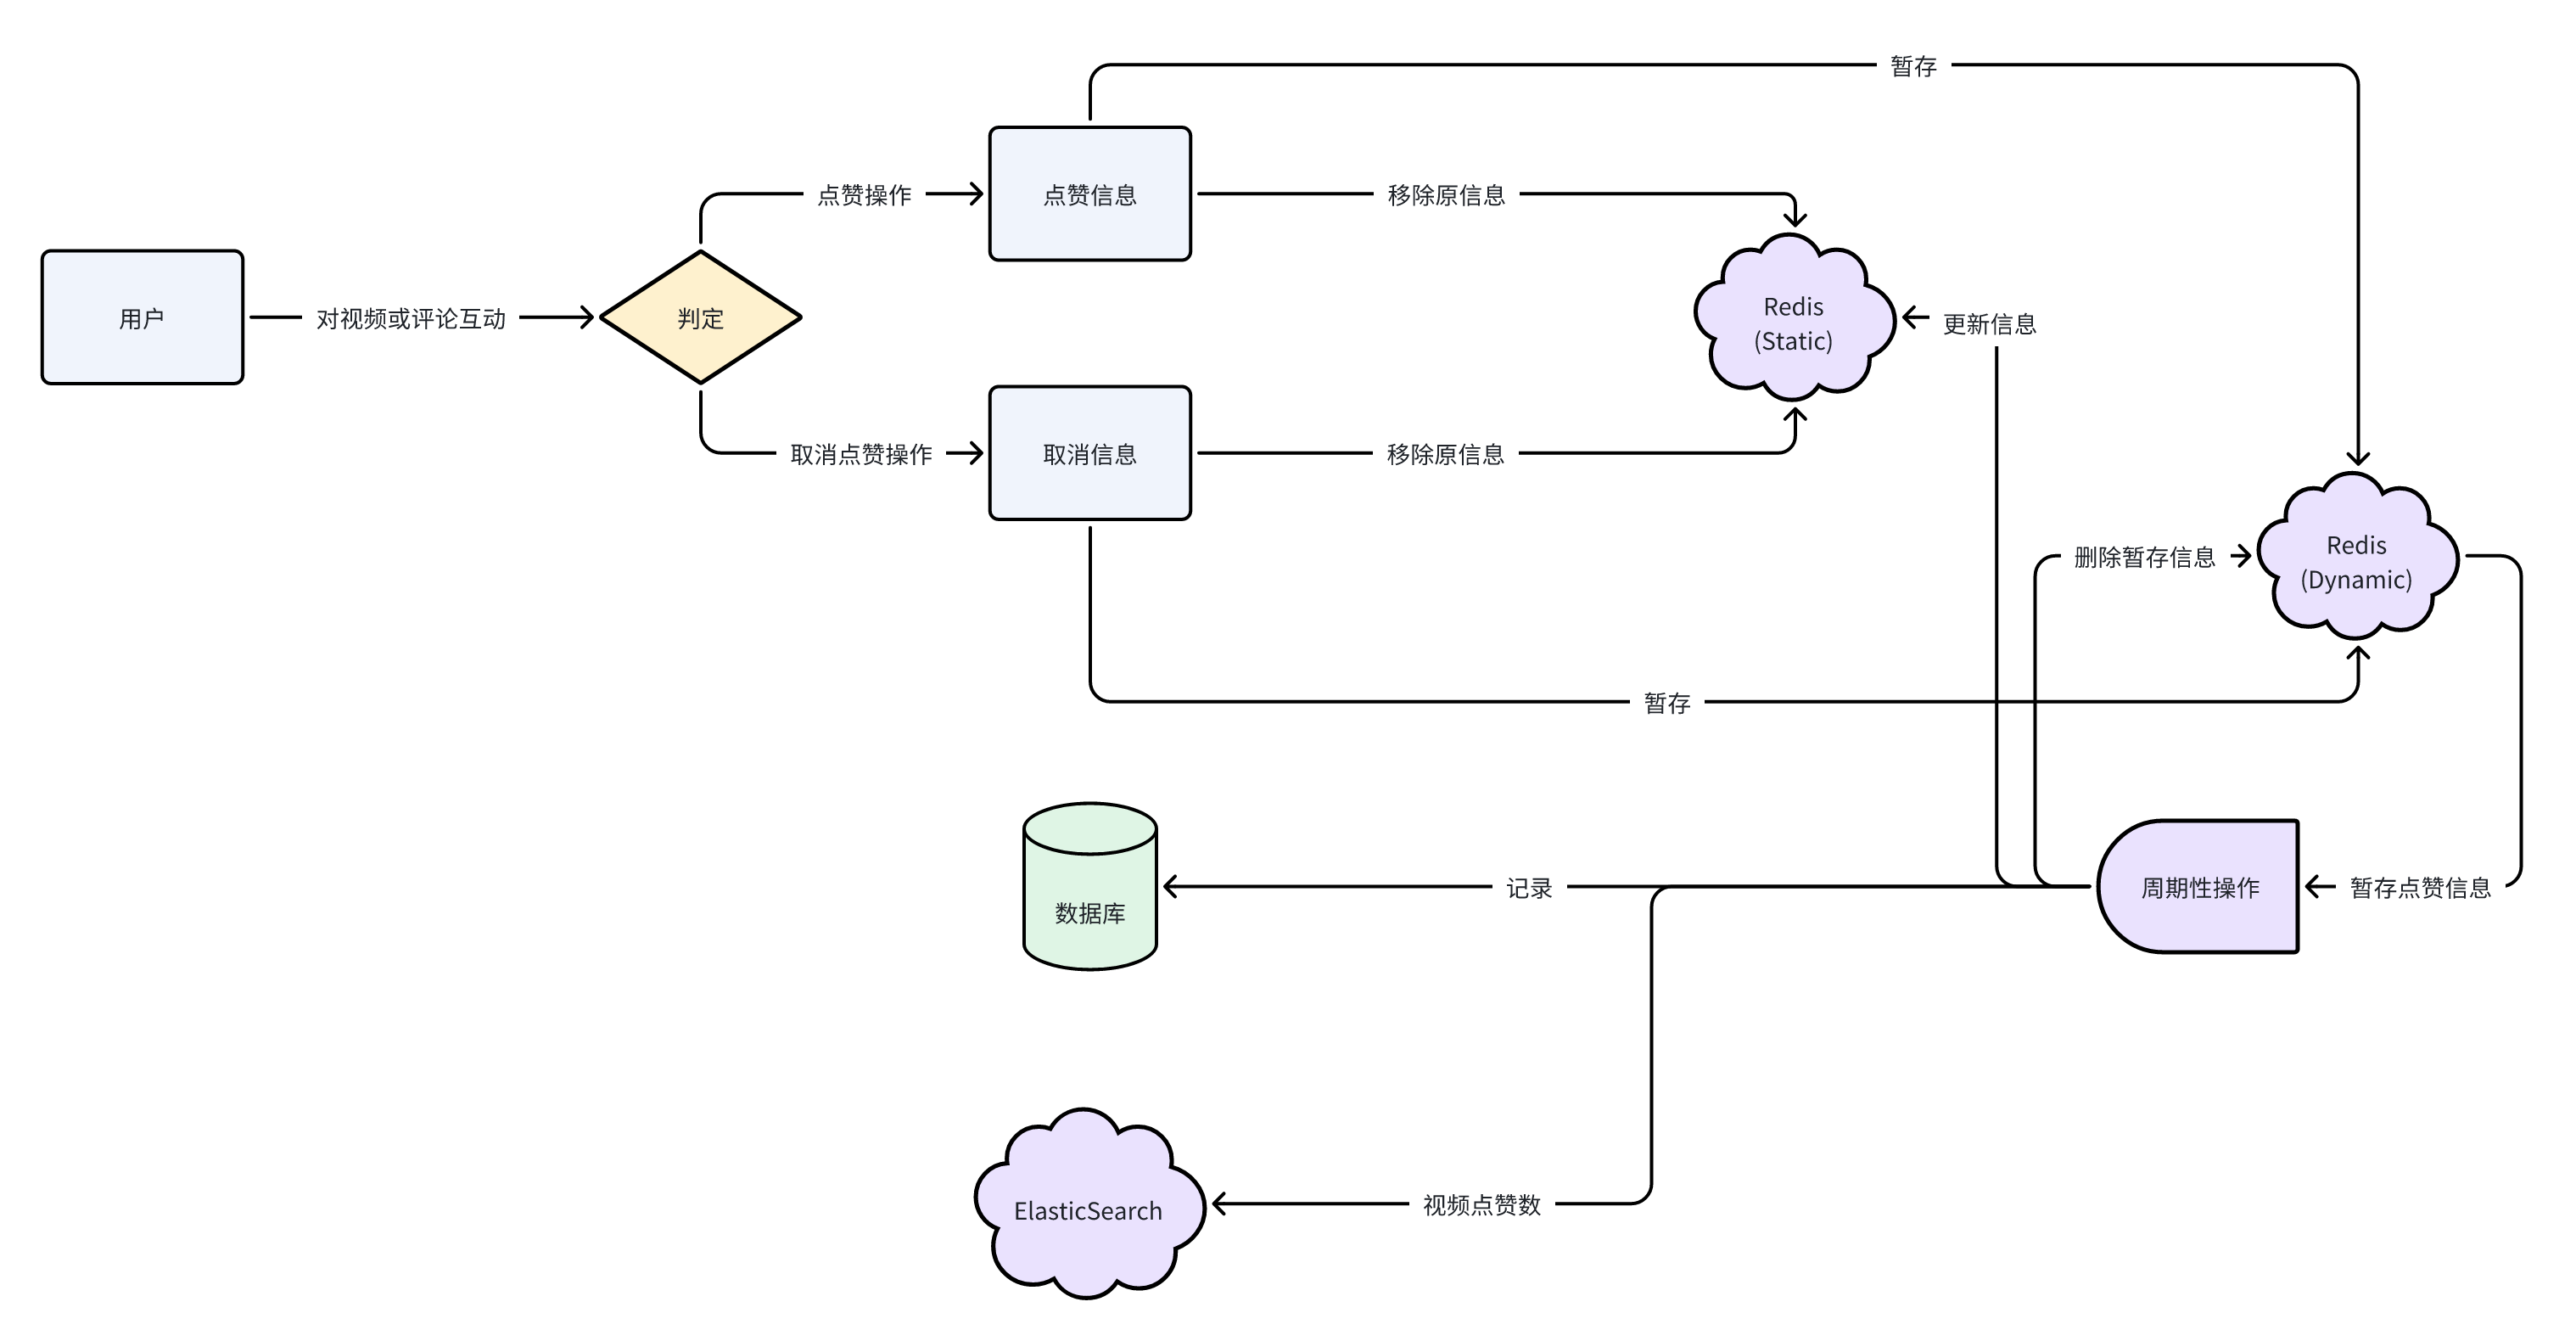 暂存
点赞操作
点赞信息
移除原信息
用户
对视频或评论互动
判定
Redis
(Static)
更新信息
取消点赞操作
取消信息
移除原信息
删除暂存信息
Redis
(Dynamic)
暂存
数据库
记录
周期性操作
暂存点赞信息
ElasticSearch
视频点赞数